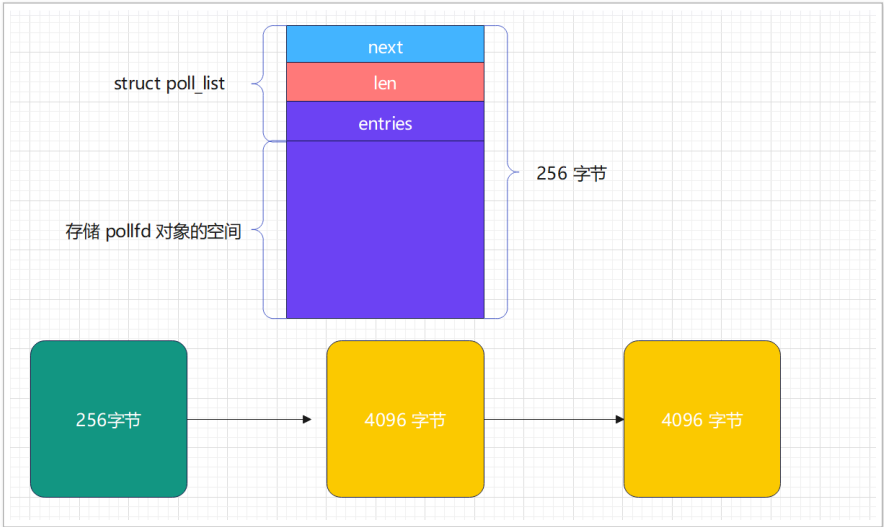 next
struct poll_list
len
entries
256 字节
存储 pollfd 对象的空间
256字节
4096 字节
4096 字节